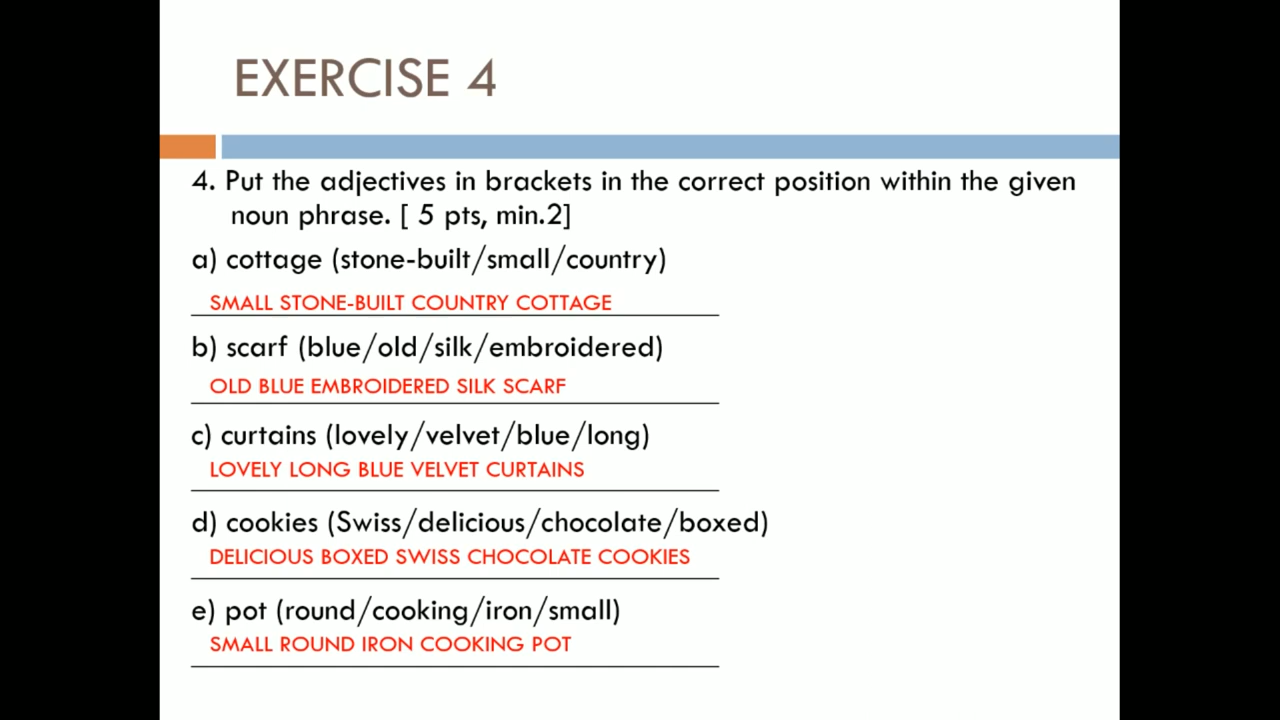 EXERCISE 4
4. Put the adjectives in brackets in the correct position within the given
noun phrase. [ 5 pts, min.2]
a) cottage (stone-built/small/country)
SMALL STONE-BUILT COUNTRY COTTAGE
b) scarf (blue/old/silk/embroidered)
OLD BLUE EMBROIDERED SILK SCARF
c) curtains (lovely/velvet/blue/long)
LOVELY LONG BLUE VELVET CURTAINS
d) cookies (Swiss/delicious/chocolate/boxed)
DELICIOUS BOXED SWISS CHOCOLATE COOKIES
e) pot (round/cooking/iron/small)
SMALL ROUND IRON COOKING POT